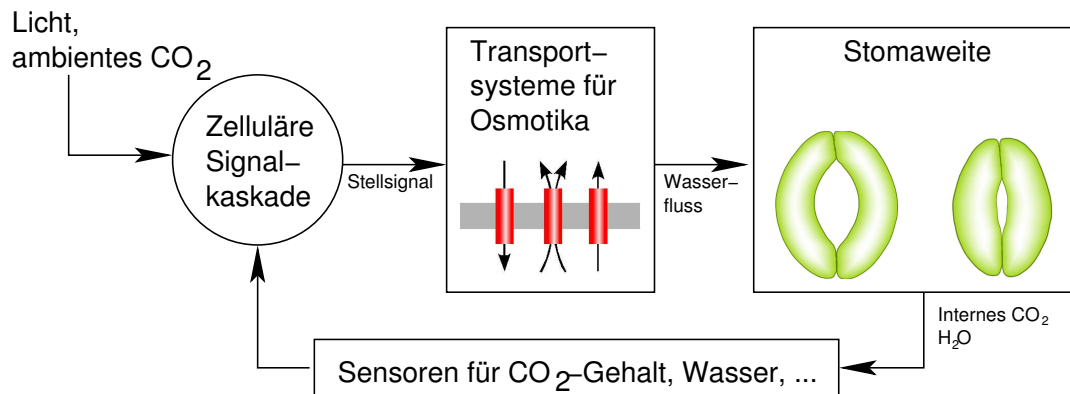 Licht,
ambientes CO₂
Zelluläre
Signal–
kaskade
Stellsignal
Transport–
systeme für
Osmotika
Wasser–
fluss
Stomaweite
Internes CO₂
H₂O
Sensoren für CO₂–Gehalt, Wasser, ...